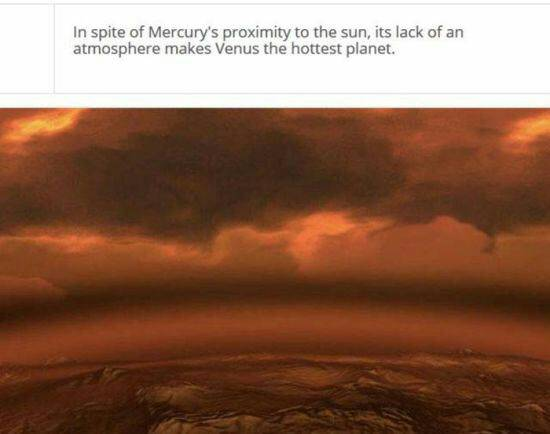 In spite of Mercury's proximity to the sun, its lack of an
atmosphere makes Venus the hottest planet.